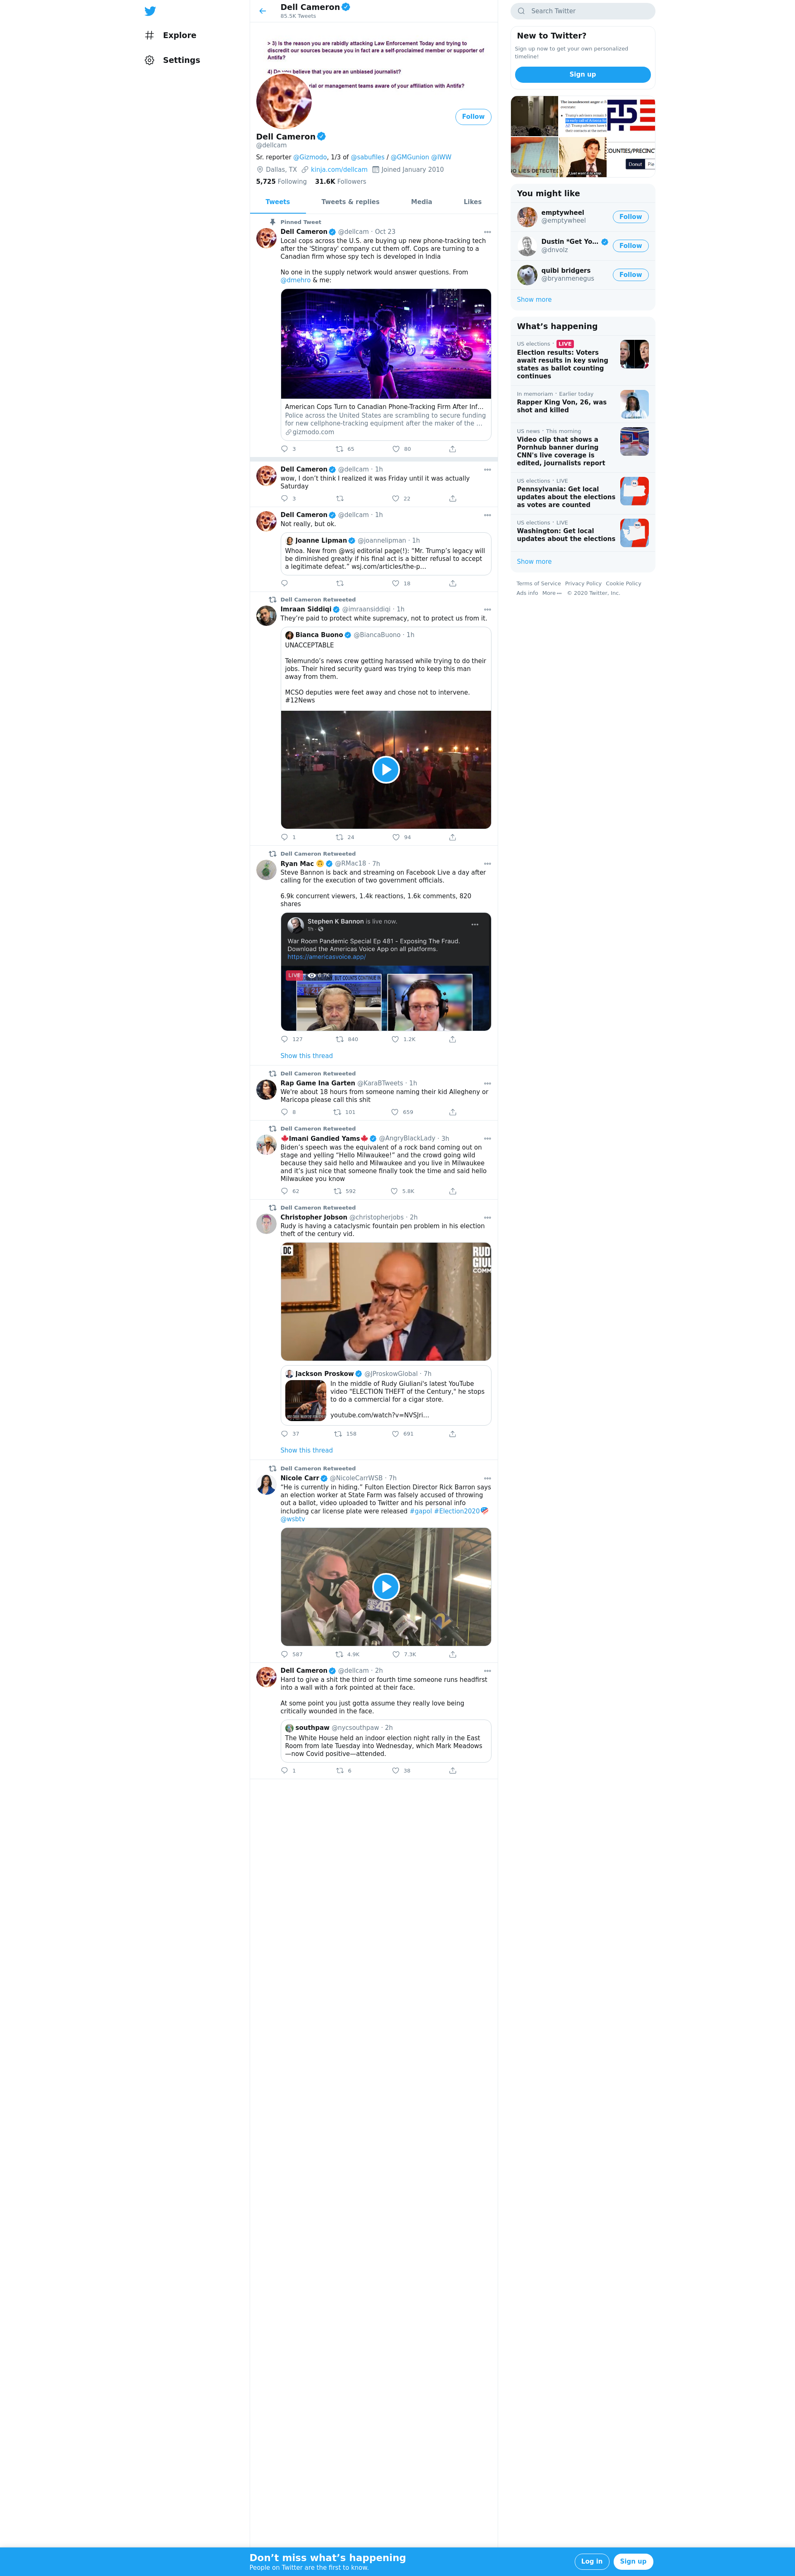 Explore
Settings
Dell Cameron
85.5K Tweets
> 3) Is the reason you are rabidly attacking Law Enforcement Today and trying to
discredit our sources because you in fact are a self-proclaimed member or supporter of
Antifa?
4) Do you believe that you are an unbiased journalist?
ial or management teams aware of your affiliation with Antifa?
Follow
Dell Cameron
@dellcam
Sr. reporter @Gizmodo, 1/3 of @sabufiles / @GMGunion @IWW
Dallas, TX kinja.com/dellcam Joined January 2010
5,725 Following 31.6K Followers
Tweets Tweets & replies Media Likes
Pinned Tweet
Dell Cameron @dellcam · Oct 23
Local cops across the U.S. are buying up new phone-tracking tech
after the 'Stingray' company cut them off. Cops are turning to a
Canadian firm whose spy tech is developed in India
No one in the supply network would answer questions. From
@dmehro & me:
American Cops Turn to Canadian Phone-Tracking Firm After Inf...
Police across the United States are scrambling to secure funding
for new cellphone-tracking equipment after the maker of the ...
gizmodo.com
3 65 80
Dell Cameron @dellcam · 1h
wow, I don't think I realized it was Friday until it was actually
Saturday
3 22
Dell Cameron @dellcam · 1h
Not really, but ok.
Joanne Lipman @joannelipman · 1h
Whoa. New from @wsj editorial page(!): "Mr. Trump's legacy will
be diminished greatly if his final act is a bitter refusal to accept
a legitimate defeat." wsj.com/articles/the-p...
18
Dell Cameron Retweeted
Imraan Siddiqi @imraansiddiqi · 1h
They're paid to protect white supremacy, not to protect us from it.
Bianca Buono @BiancaBuono · 1h
UNACCEPTABLE
Telemundo's news crew getting harassed while trying to do their
jobs. Their hired security guard was trying to keep this man
away from them.
MCSO deputies were feet away and chose not to intervene.
#12News
1 24 94
Dell Cameron Retweeted
Ryan Mac 🙃 @RMac18 · 7h
Steve Bannon is back and streaming on Facebook Live a day after
calling for the execution of two government officials.
6.9k concurrent viewers, 1.4k reactions, 1.6k comments, 820
shares
Stephen K Bannon is live now.
1h
War Room Pandemic Special Ep 481 - Exposing The Fraud.
Download the Americas Voice App on all platforms.
https://americasvoice.app/
LIVE 6.7K
127 840 1.2K
Show this thread
Dell Cameron Retweeted
Rap Game Ina Garten @KaraBTweets · 1h
We're about 18 hours from someone naming their kid Allegheny or
Maricopa please call this shit
8 101 659
Dell Cameron Retweeted
🍁Imani Gandied Yams🍁 @AngryBlackLady · 3h
Biden's speech was the equivalent of a rock band coming out on
stage and yelling "Hello Milwaukee!" and the crowd going wild
because they said hello and Milwaukee and you live in Milwaukee
and it's just nice that someone finally took the time and said hello
Milwaukee you know
62 592 5.8K
Dell Cameron Retweeted
Christopher Jobson @christopherjobs · 2h
Rudy is having a cataclysmic fountain pen problem in his election
theft of the century vid.
DC
RUD
GIUL
COMM
Jackson Proskow @JProskowGlobal · 7h
In the middle of Rudy Giuliani's latest YouTube
video "ELECTION THEFT of the Century," he stops
to do a commercial for a cigar store.
youtube.com/watch?v=NVSJri...
37 158 691
Show this thread
Dell Cameron Retweeted
Nicole Carr @NicoleCarrWSB · 7h
"He is currently in hiding." Fulton Election Director Rick Barron says
an election worker at State Farm was falsely accused of throwing
out a ballot, video uploaded to Twitter and his personal info
including car license plate were released #gapol #Election2020
@wsbtv
CBS 46
2
587 4.9K 7.3K
Dell Cameron @dellcam · 2h
Hard to give a shit the third or fourth time someone runs headfirst
into a wall with a fork pointed at their face.
At some point you just gotta assume they really love being
critically wounded in the face.
southpaw @nycsouthpaw · 2h
The White House held an indoor election night rally in the East
Room from late Tuesday into Wednesday, which Mark Meadows
—now Covid positive—attended.
1 6 38
Search Twitter
New to Twitter?
Sign up now to get your own personalized
timeline!
Sign up
O LIES DETECTE
OUNTIES/PRECINC
Donut Pie
You might like
emptywheel
@emptywheel
Follow
Dustin *Get Yo...
@dnvolz
Follow
quibi bridgers
@bryanmenegus
Follow
Show more
What's happening
US elections · LIVE
Election results: Voters
await results in key swing
states as ballot counting
continues
In memoriam · Earlier today
Rapper King Von, 26, was
shot and killed
US news · This morning
Video clip that shows a
Pornhub banner during
CNN's live coverage is
edited, journalists report
US elections · LIVE
Pennsylvania: Get local
updates about the elections
as votes are counted
US elections · LIVE
Washington: Get local
updates about the elections
Show more
Terms of Service Privacy Policy Cookie Policy
Ads info More © 2020 Twitter, Inc.
Don't miss what's happening
People on Twitter are the first to know.
Log in Sign up